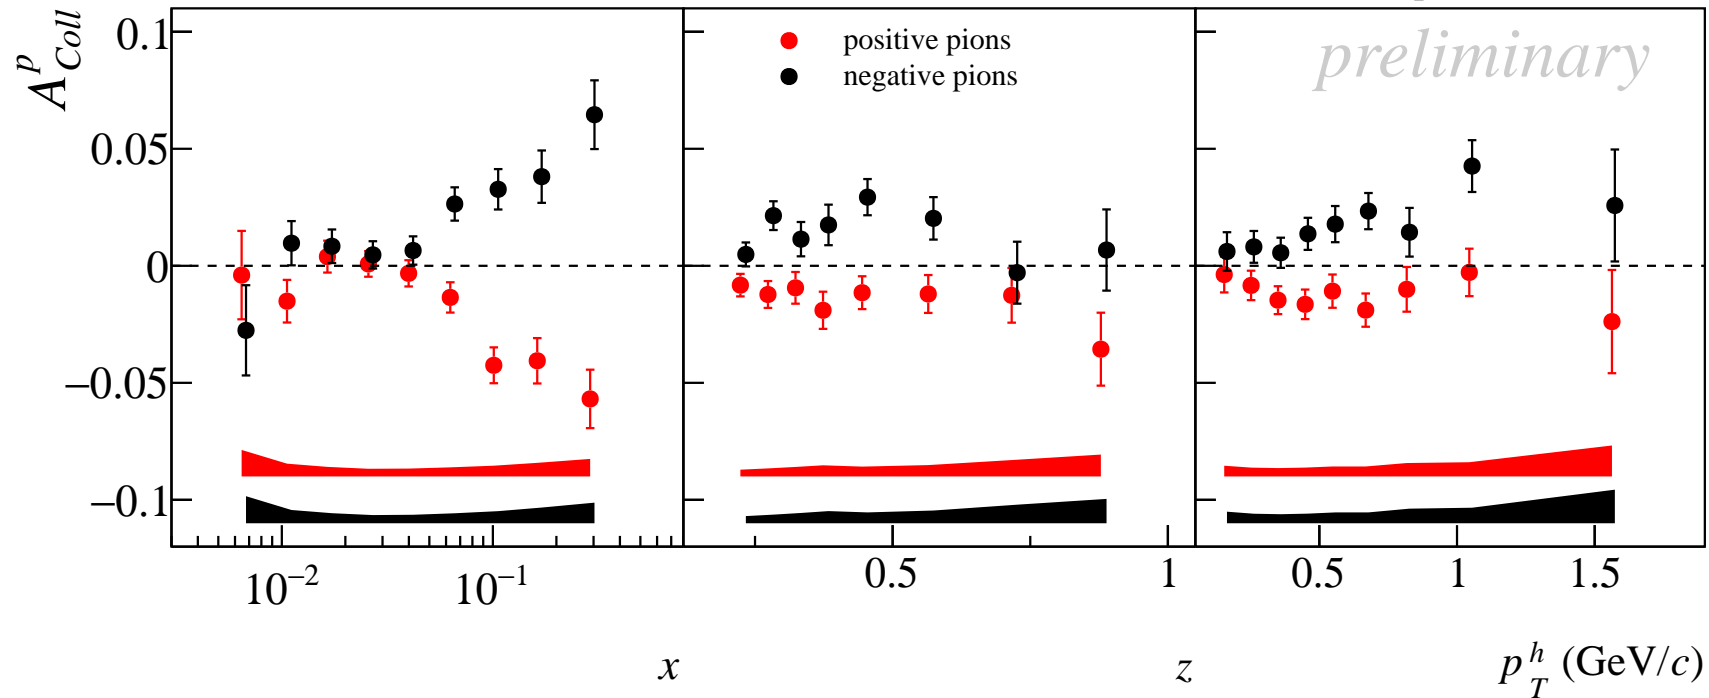 A^p_Coll
0.1
0.05
0
−0.05
−0.1
positive pions
negative pions
preliminary
10^−2
10^−1
0.5
1
0.5
1
1.5
x
z
p_T^h (GeV/c)